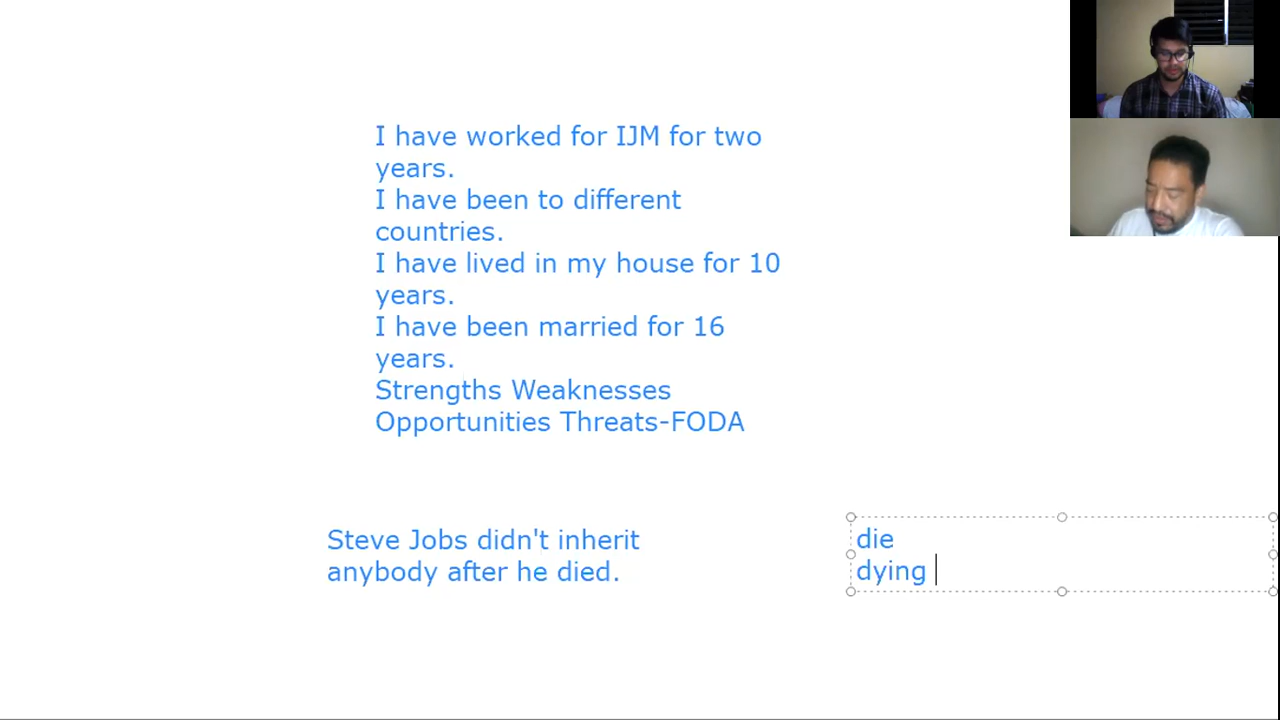 I have worked for IJM for two
years.
I have been to different
countries.
I have lived in my house for 10
years.
I have been married for 16
years.
Strengths Weaknesses
Opportunities Threats-FODA
Steve Jobs didn't inherit
anybody after he died.
die
dying